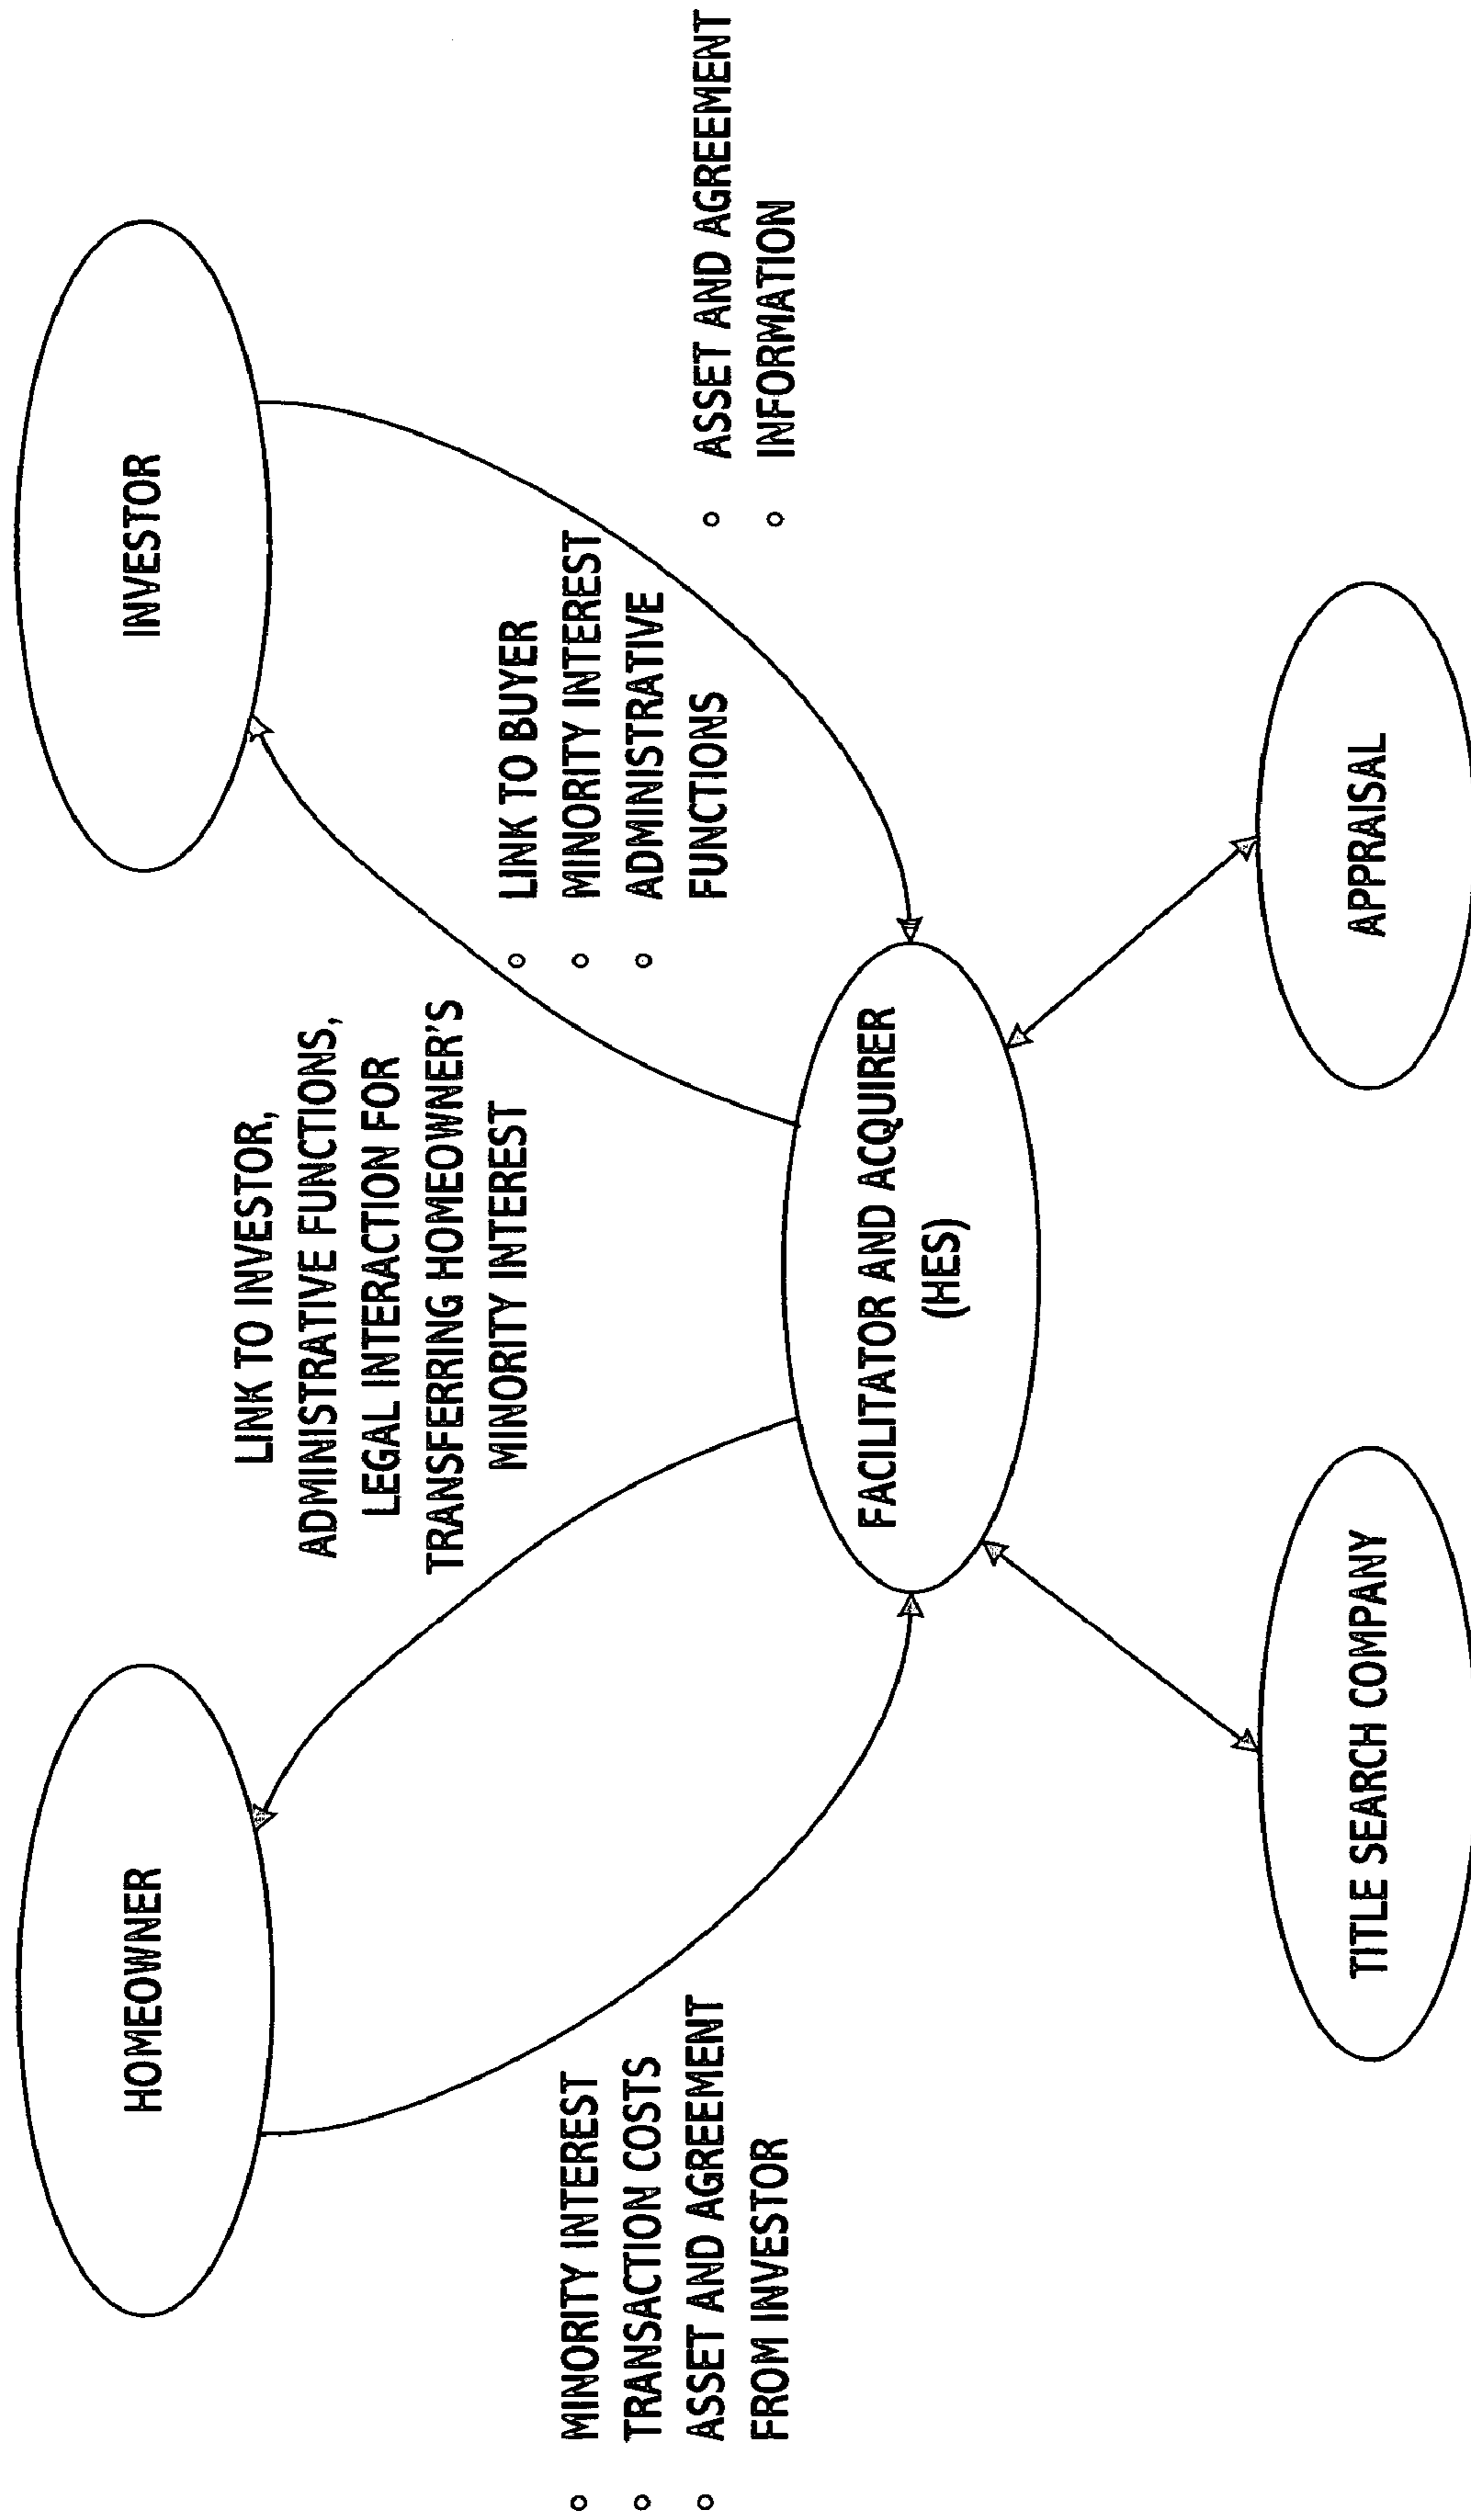 HOMEOWNER
INVESTOR
LINK TO INVESTOR,
ADMINISTRATIVE FUNCTIONS,
LEGAL INTERACTION FOR
TRANSFERRING HOMEOWNER'S
MINORITY INTEREST
° MINORITY INTEREST
° TRANSACTION COSTS
° ASSET AND AGREEMENT
FROM INVESTOR
° LINK TO BUYER
° MINORITY INTEREST
° ADMINISTRATIVE
FUNCTIONS
° ASSET AND AGREEMENT
° INFORMATION
FACILITATOR AND ACQUIRER
(HES)
TITLE SEARCH COMPANY
APPRAISAL